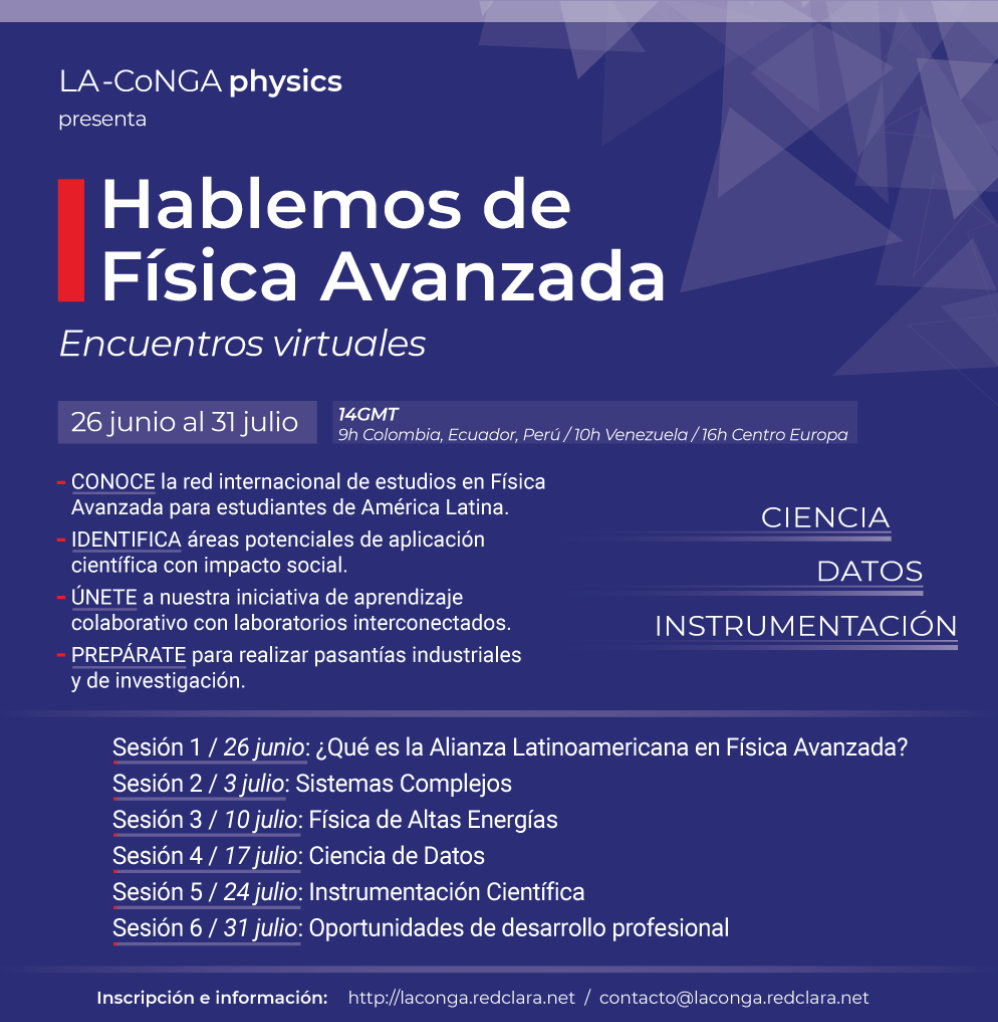 LA-CoNGA physics
presenta
Hablemos de
Física Avanzada
Encuentros virtuales
26 junio al 31 julio
14GMT
9h Colombia, Ecuador, Perú / 10h Venezuela / 16h Centro Europa
- CONOCE la red internacional de estudios en Física
Avanzada para estudiantes de América Latina.
- IDENTIFICA áreas potenciales de aplicación
científica con impacto social.
- ÚNETE a nuestra iniciativa de aprendizaje
colaborativo con laboratorios interconectados.
- PREPÁRATE para realizar pasantías industriales
y de investigación.
CIENCIA
DATOS
INSTRUMENTACIÓN
Sesión 1 / 26 junio: ¿Qué es la Alianza Latinoamericana en Física Avanzada?
Sesión 2 / 3 julio: Sistemas Complejos
Sesión 3 / 10 julio: Física de Altas Energías
Sesión 4 / 17 julio: Ciencia de Datos
Sesión 5 / 24 julio: Instrumentación Científica
Sesión 6 / 31 julio: Oportunidades de desarrollo profesional
Inscripción e información: http://laconga.redclara.net / contacto@laconga.redclara.net